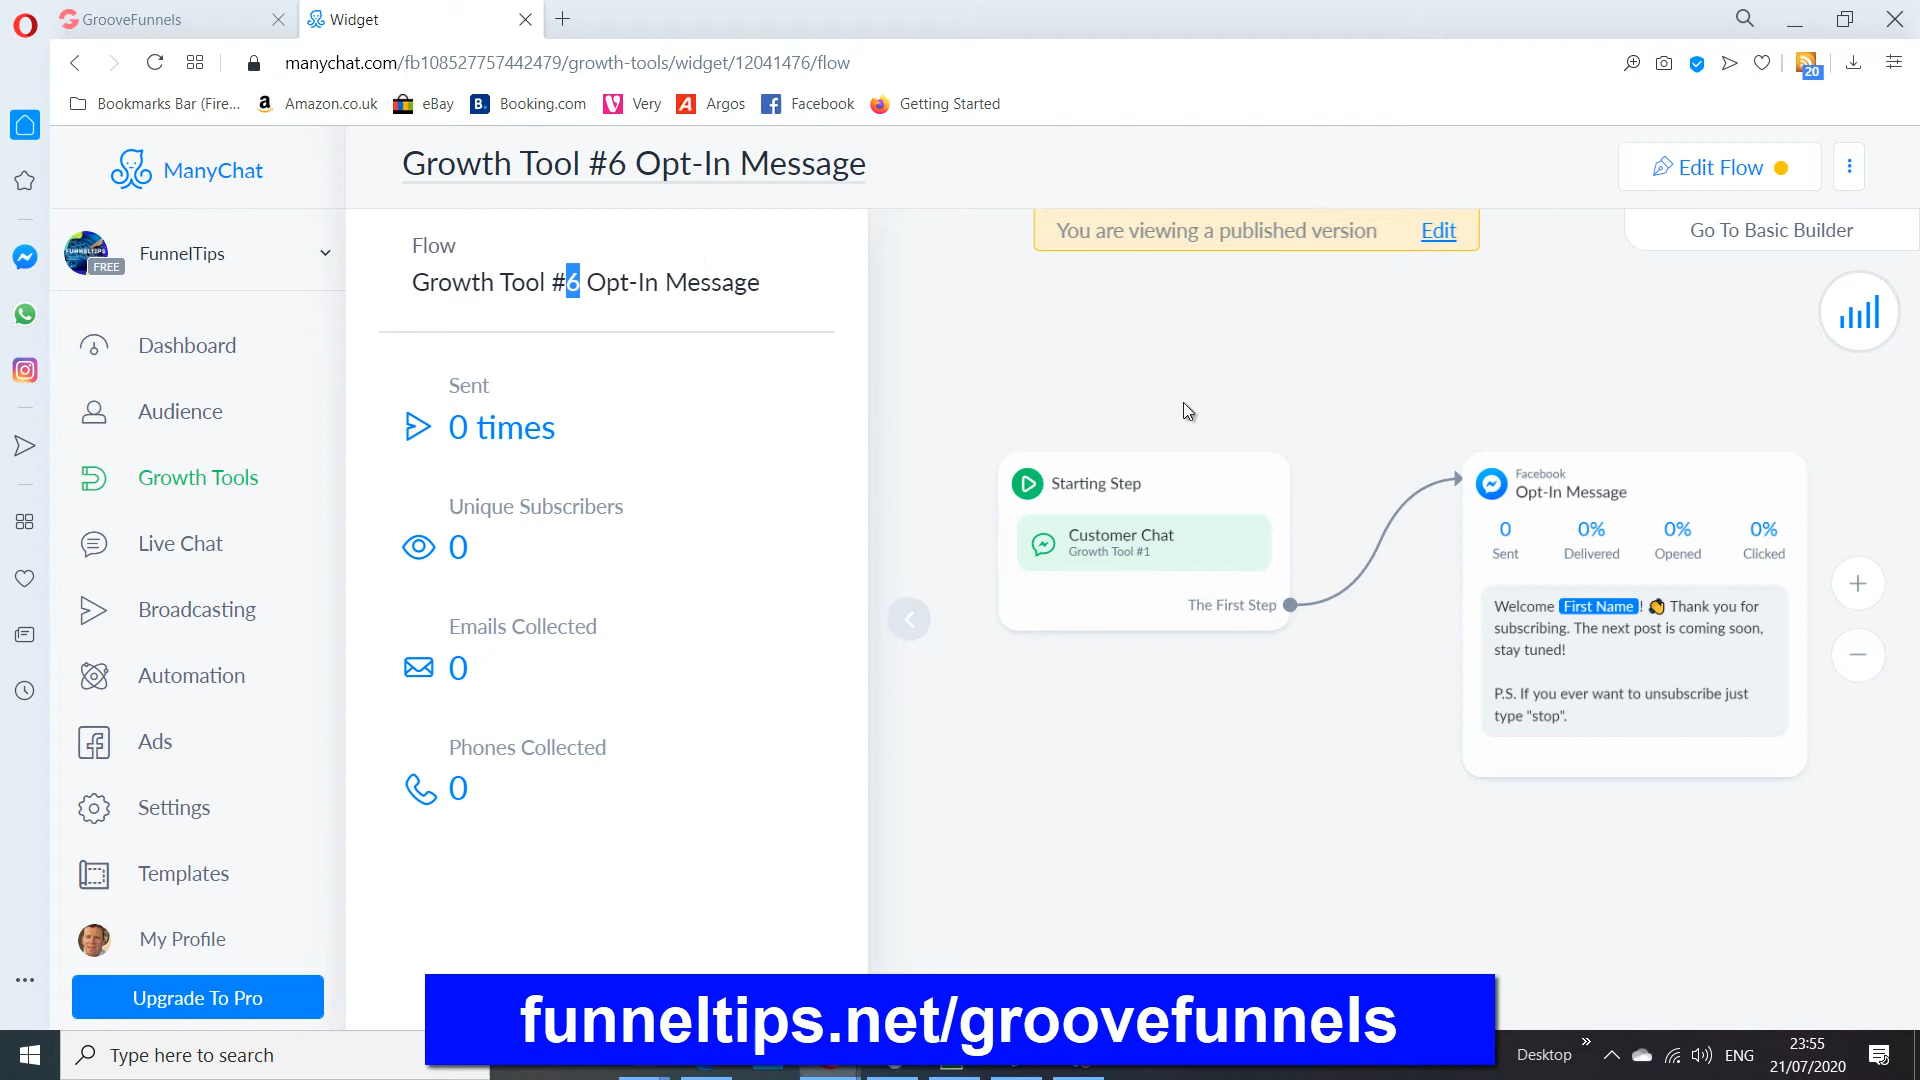 GrooveFunnels
Widget
manychat.com/fb108527757442479/growth-tools/widget/12041476/flow
20
Bookmarks Bar (Fire...
Amazon.co.uk
eBay
Booking.com
Very
Argos
Facebook
Getting Started
ManyChat
Growth Tool #6 Opt-In Message
Edit Flow
FunnelTips
FREE
Dashboard
Audience
Growth Tools
Live Chat
Broadcasting
Automation
Ads
Settings
Templates
My Profile
Upgrade To Pro
Flow
Growth Tool #6 Opt-In Message
Sent
0 times
Unique Subscribers
0
Emails Collected
0
Phones Collected
0
You are viewing a published version Edit
Go To Basic Builder
Starting Step
Customer Chat
Growth Tool #1
The First Step
Facebook
Opt-In Message
0 0% 0% 0%
Sent Delivered Opened Clicked
Welcome First Name! 👏 Thank you for
subscribing. The next post is coming soon,
stay tuned!
P.S. If you ever want to unsubscribe just
type "stop".
funneltips.net/groovefunnels
Type here to search
Desktop
ENG
23:55
21/07/2020